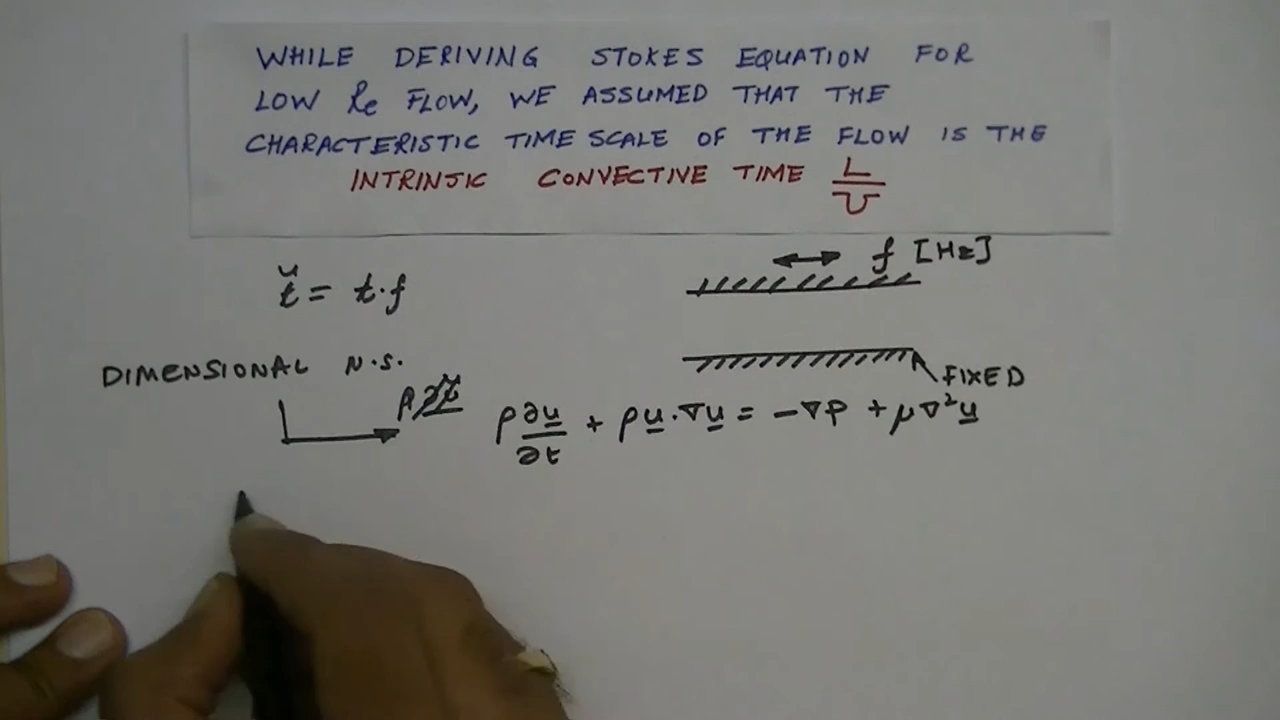 WHILE DERIVING STOKES EQUATION FOR
LOW Re FLOW, WE ASSUMED THAT THE
CHARACTERISTIC TIME SCALE OF THE FLOW IS THE
INTRINSIC CONVECTIVE TIME L/U
f [Hz]
t̆ = t·f
DIMENSIONAL N.S.
FIXED
ρ ∂u/∂t + ρu·∇u = -∇P + μ∇²u